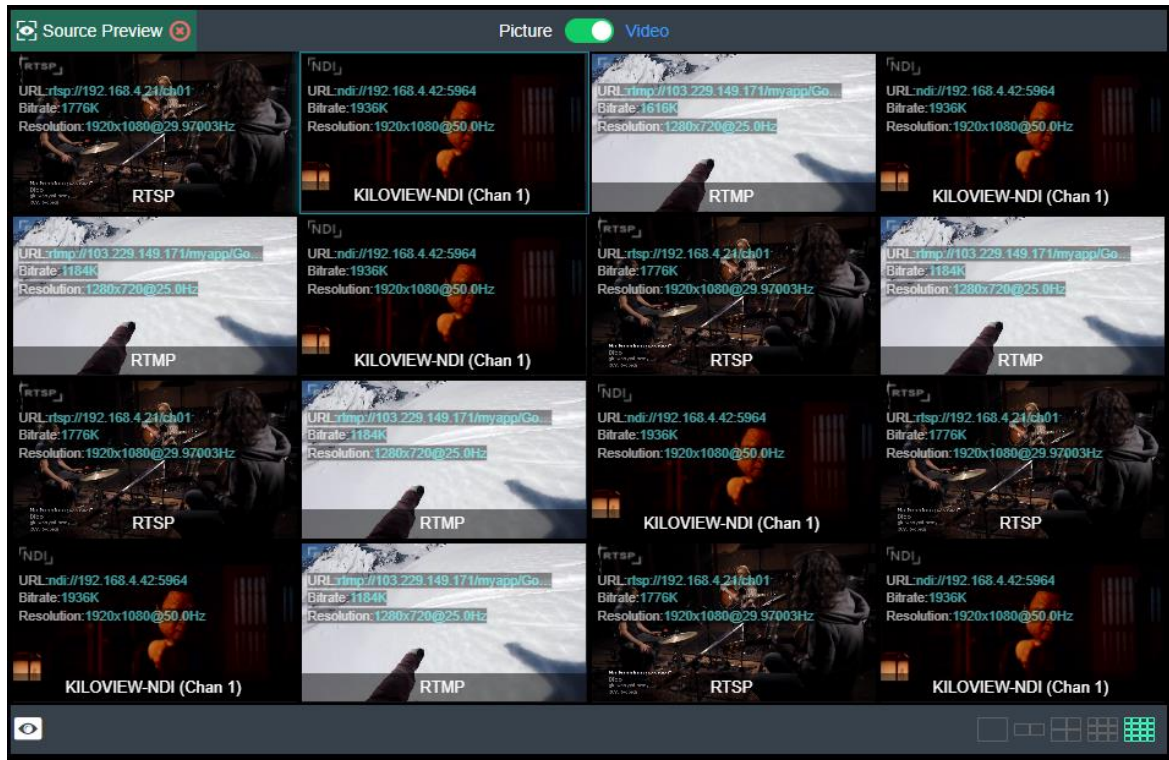 Source Preview
Picture Video
RTSP
URL:rtsp://192.168.4.21/ch01
Bitrate:1776K
Resolution:1920x1080@29.97003Hz
RTSP
NDI
URL:ndi://192.168.4.42:5964
Bitrate:1936K
Resolution:1920x1080@50.0Hz
KILOVIEW-NDI (Chan 1)
URL:rtmp://103.229.149.171/myapp/Go...
Bitrate:1616K
Resolution:1280x720@25.0Hz
RTMP
NDI
URL:ndi://192.168.4.42:5964
Bitrate:1936K
Resolution:1920x1080@50.0Hz
KILOVIEW-NDI (Chan 1)
URL:rtmp://103.229.149.171/myapp/Go...
Bitrate:1184K
Resolution:1280x720@25.0Hz
RTMP
NDI
URL:ndi://192.168.4.42:5964
Bitrate:1936K
Resolution:1920x1080@50.0Hz
KILOVIEW-NDI (Chan 1)
RTSP
URL:rtsp://192.168.4.21/ch01
Bitrate:1776K
Resolution:1920x1080@29.97003Hz
RTSP
URL:rtmp://103.229.149.171/myapp/Go...
Bitrate:1184K
Resolution:1280x720@25.0Hz
RTMP
RTSP
URL:rtsp://192.168.4.21/ch01
Bitrate:1776K
Resolution:1920x1080@29.97003Hz
RTSP
URL:rtmp://103.229.149.171/myapp/Go...
Bitrate:1184K
Resolution:1280x720@25.0Hz
RTMP
NDI
URL:ndi://192.168.4.42:5964
Bitrate:1936K
Resolution:1920x1080@50.0Hz
KILOVIEW-NDI (Chan 1)
RTSP
URL:rtsp://192.168.4.21/ch01
Bitrate:1776K
Resolution:1920x1080@29.97003Hz
RTSP
NDI
URL:ndi://192.168.4.42:5964
Bitrate:1936K
Resolution:1920x1080@50.0Hz
KILOVIEW-NDI (Chan 1)
URL:rtmp://103.229.149.171/myapp/Go...
Bitrate:1184K
Resolution:1280x720@25.0Hz
RTMP
RTSP
URL:rtsp://192.168.4.21/ch01
Bitrate:1776K
Resolution:1920x1080@29.97003Hz
RTSP
NDI
URL:ndi://192.168.4.42:5964
Bitrate:1936K
Resolution:1920x1080@50.0Hz
KILOVIEW-NDI (Chan 1)